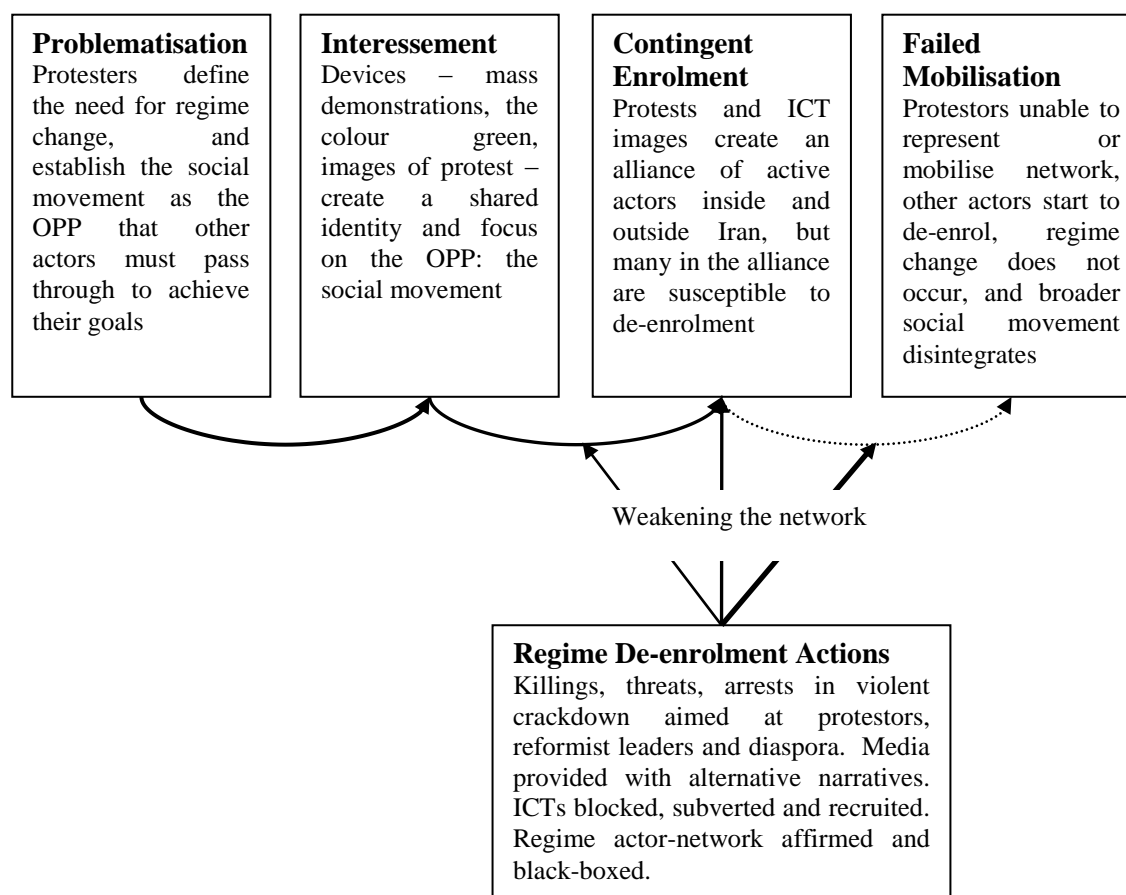 Problematisation
Protesters define
the need for regime
change, and
establish the social
movement as the
OPP that other
actors must pass
through to achieve
their goals
Interessement
Devices – mass
demonstrations, the
colour green,
images of protest –
create a shared
identity and focus
on the OPP: the
social movement
Contingent
Enrolment
Protests and ICT
images create an
alliance of active
actors inside and
outside Iran, but
many in the alliance
are susceptible to
de-enrolment
Failed
Mobilisation
Protestors unable to
represent or
mobilise network,
other actors start to
de-enrol, regime
change does not
occur, and broader
social movement
disintegrates
Weakening the network
Regime De-enrolment Actions
Killings, threats, arrests in violent
crackdown aimed at protestors,
reformist leaders and diaspora. Media
provided with alternative narratives.
ICTs blocked, subverted and recruited.
Regime actor-network affirmed and
black-boxed.